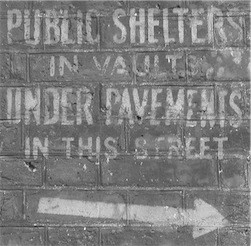 PUBLIC SHELTERS
IN VAULTS
UNDER PAVEMENTS
IN THIS STREET